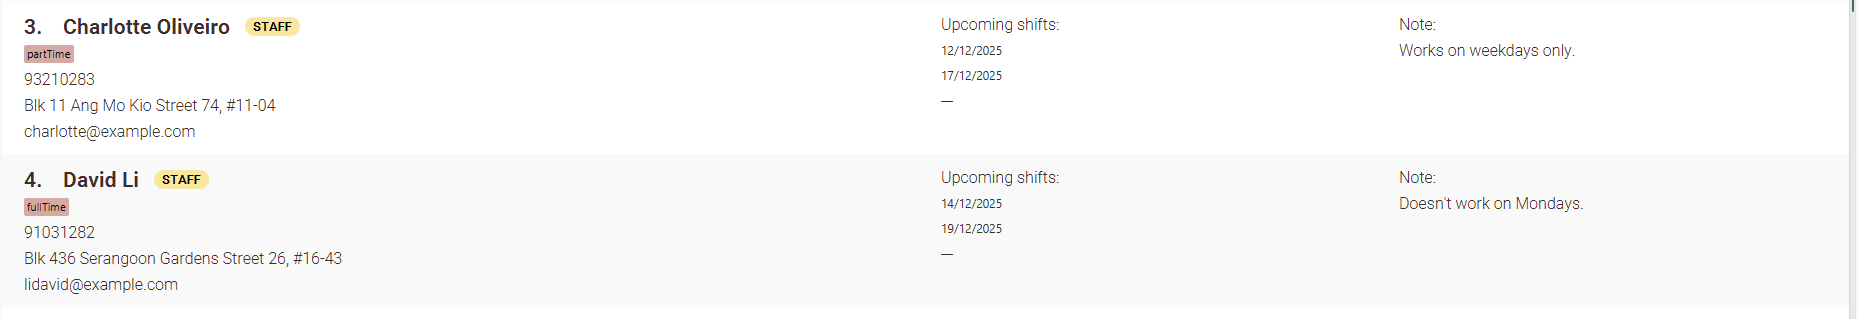 3. Charlotte Oliveiro STAFF
partTime
93210283
Blk 11 Ang Mo Kio Street 74, #11-04
charlotte@example.com
Upcoming shifts:
12/12/2025
17/12/2025
—
Note:
Works on weekdays only.
4. David Li STAFF
fullTime
91031282
Blk 436 Serangoon Gardens Street 26, #16-43
lidavid@example.com
Upcoming shifts:
14/12/2025
19/12/2025
—
Note:
Doesn't work on Mondays.